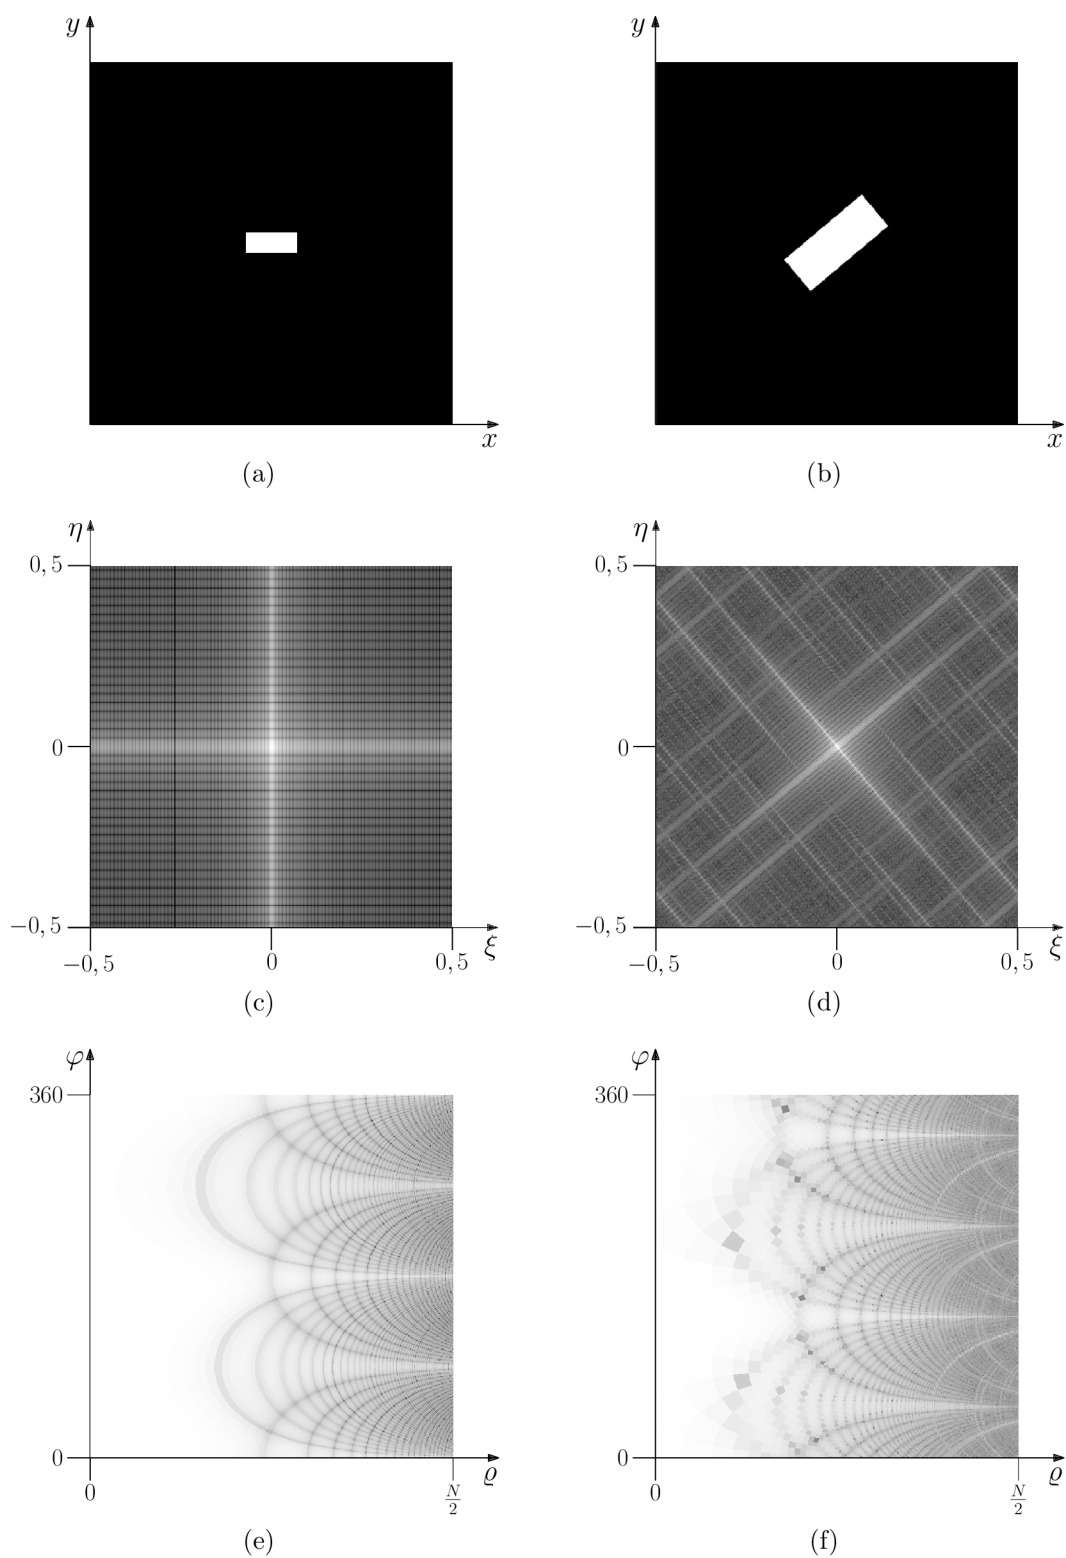 y y
x x
(a) (b)
η η
0, 5 0, 5
0 0
−0, 5 −0, 5
ξ ξ
−0, 5 0 0, 5 −0, 5 0 0, 5
(c) (d)
φ φ
360 360
0 0
ϱ ϱ
0 N/2 0 N/2
(e) (f)